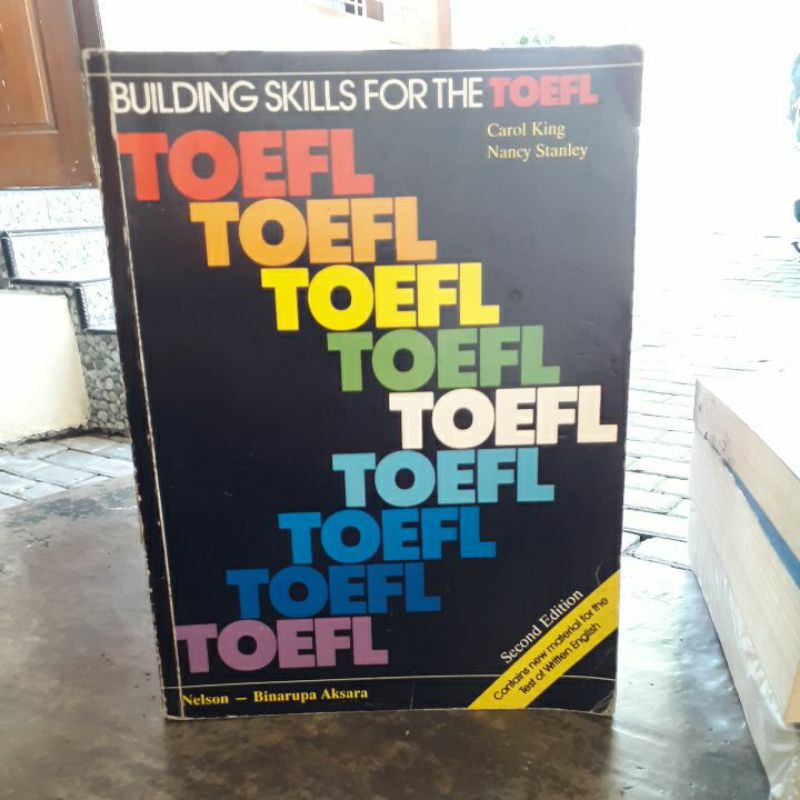 BUILDING SKILLS FOR THE TOEFL
Carol King
Nancy Stanley
TOEFL
TOEFL
TOEFL
TOEFL
TOEFL
TOEFL
TOEFL
TOEFL
TOEFL
Second Edition
Contains new material for the
Test of Written English
Nelson — Binarupa Aksara